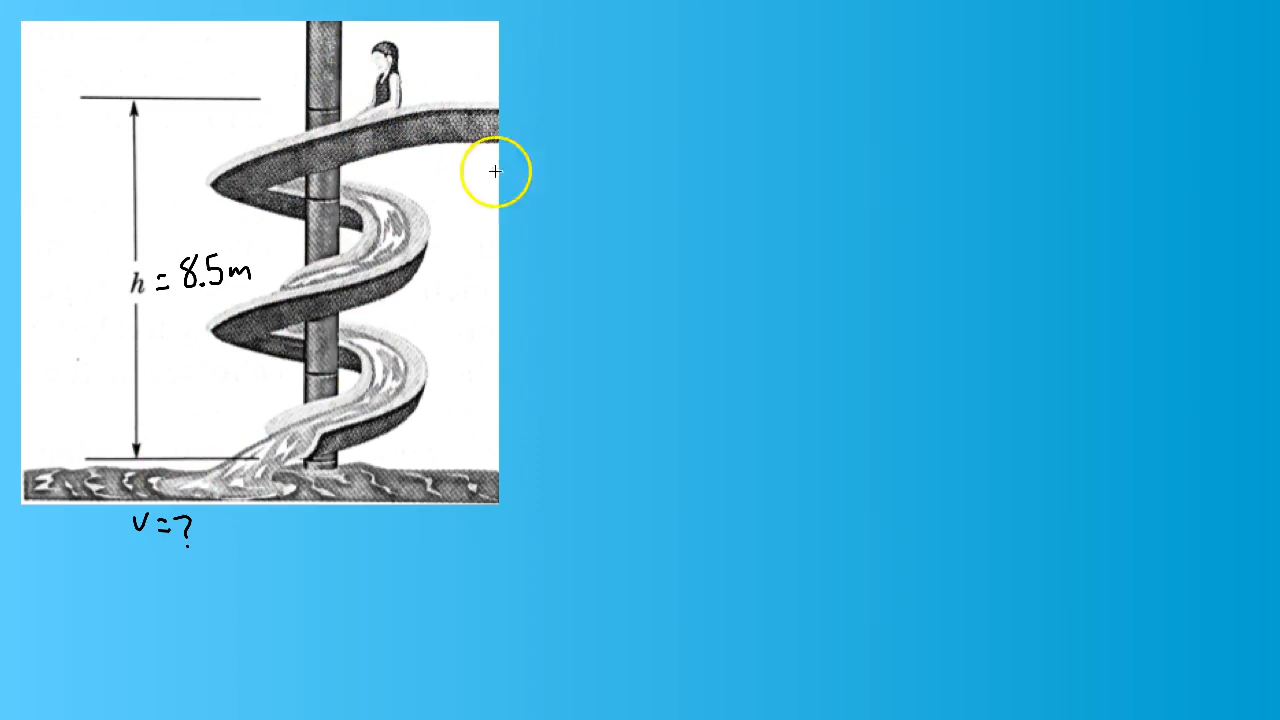 h = 8.5m
v = ?